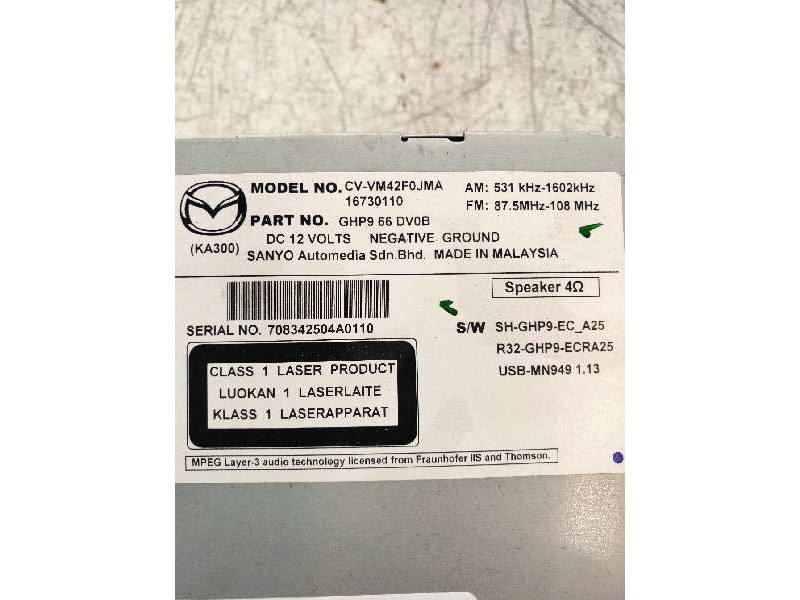 MODEL NO. CV-VM42F0JMA
16730110
AM: 531 kHz-1602kHz
FM: 87.5MHz-108 MHz
PART NO. GHP9 66 DV0B
(KA300)
DC 12 VOLTS NEGATIVE GROUND
SANYO Automedia Sdn.Bhd. MADE IN MALAYSIA
Speaker 4Ω
SERIAL NO. 708342504A0110
S/W SH-GHP9-EC_A25
R32-GHP9-ECRA25
USB-MN949 1.13
CLASS 1 LASER PRODUCT
LUOKAN 1 LASERLAITE
KLASS 1 LASERAPPARAT
MPEG Layer-3 audio technology licensed from Fraunhofer IIS and Thomson.